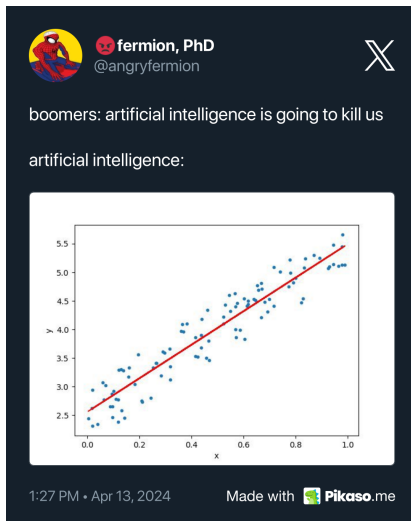 😡fermion, PhD
@angryfermion
boomers: artificial intelligence is going to kill us
artificial intelligence:
5.5
5.0
4.5
4.0
3.5
3.0
2.5
y
0.0 0.2 0.4 0.6 0.8 1.0
x
1:27 PM • Apr 13, 2024 Made with Pikaso.me